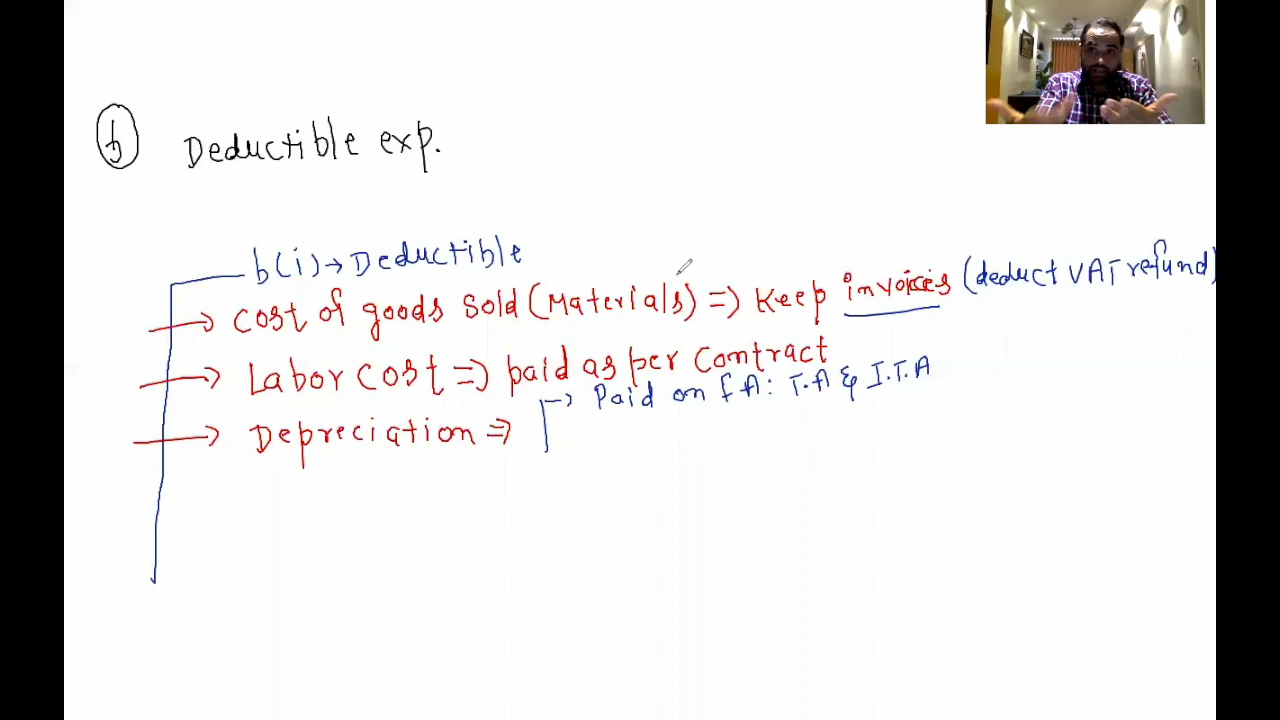 b Deductible exp.
b(i)→ Deductible
→ Cost of goods sold (Materials) => Keep invoices (deduct VAT refund)
→ Labor cost => paid as per contract
→ Paid on FA: T.A & I.T.A
→ Depreciation =>